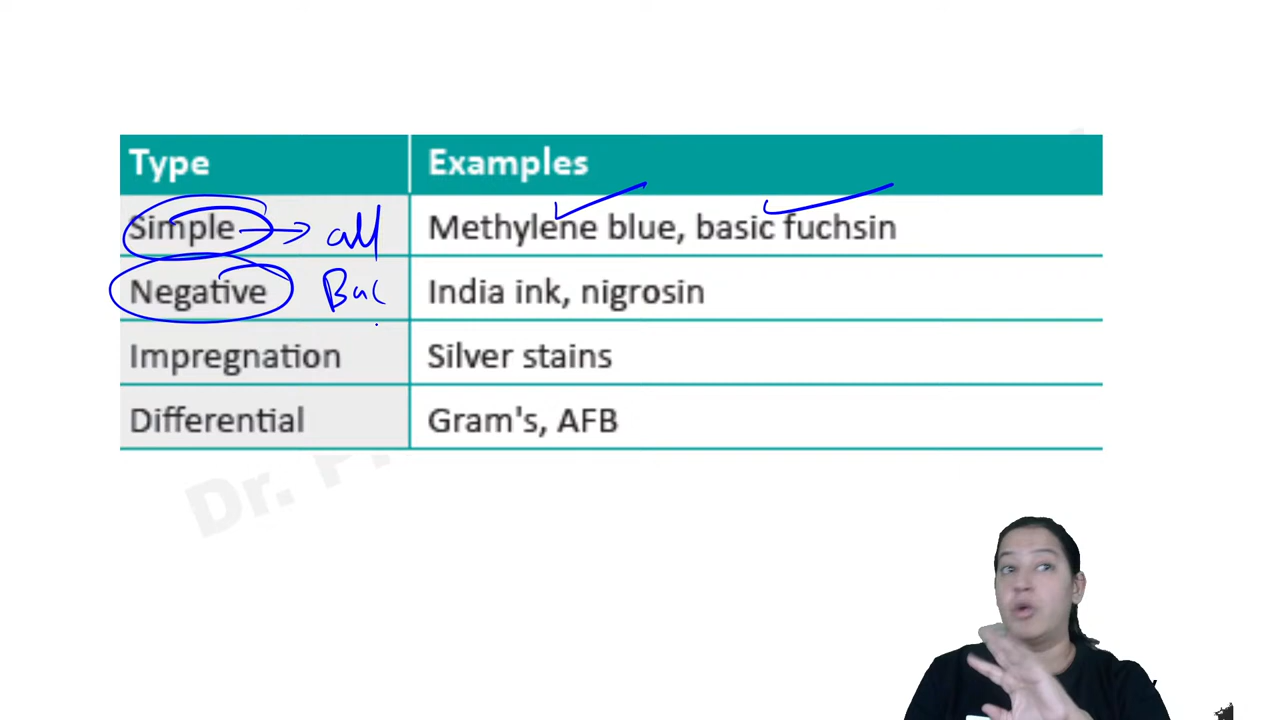 Type Examples
Simple all Methylene blue, basic fuchsin
Negative Bac India ink, nigrosin
Impregnation Silver stains
Differential Gram's, AFB
Dr.